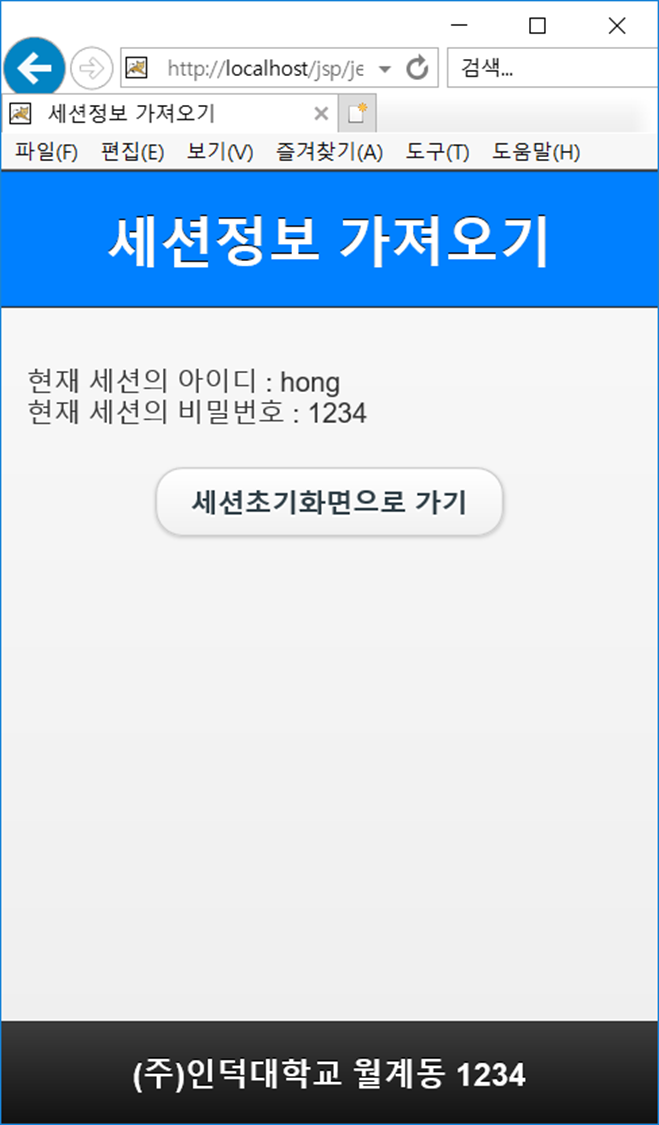 http://localhost/jsp/je
검색...
세션정보 가져오기
파일(F) 편집(E) 보기(V) 즐겨찾기(A) 도구(T) 도움말(H)
세션정보 가져오기
현재 세션의 아이디 : hong
현재 세션의 비밀번호 : 1234
세션초기화면으로 가기
(주)인덕대학교 월계동 1234